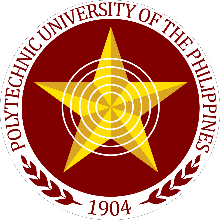 POLYTECHNIC UNIVERSITY OF THE PHILIPPINES
1904